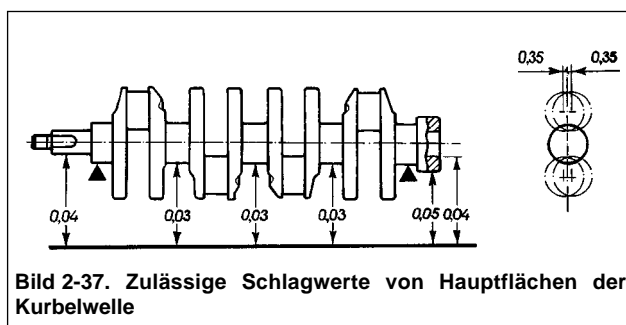 0,35 0,35
0,04 0,03 0,03 0,03 0,05 0,04
Bild 2-37. Zulässige Schlagwerte von Hauptflächen der
Kurbelwelle